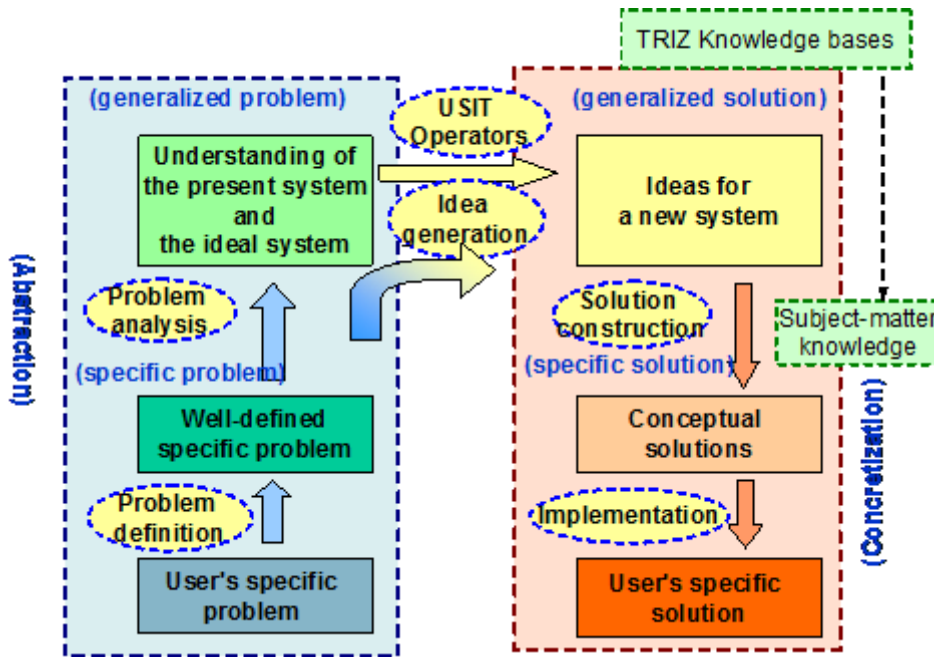 TRIZ Knowledge bases
(generalized problem)
USIT
Operators
(generalized solution)
Understanding of
the present system
and
the ideal system
Idea
generation
Ideas for
a new system
(Abstraction)
Problem
analysis
Solution
construction
Subject-matter
knowledge
(specific problem)
(specific solution)
Well-defined
specific problem
Conceptual
solutions
(Concretization)
Problem
definition
Implementation
User's specific
problem
User's specific
solution